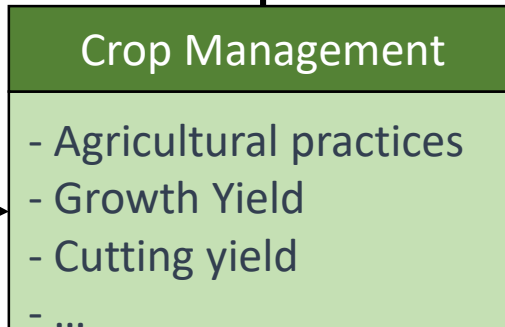 Crop Management
- Agricultural practices
- Growth Yield
- Cutting yield
- ...